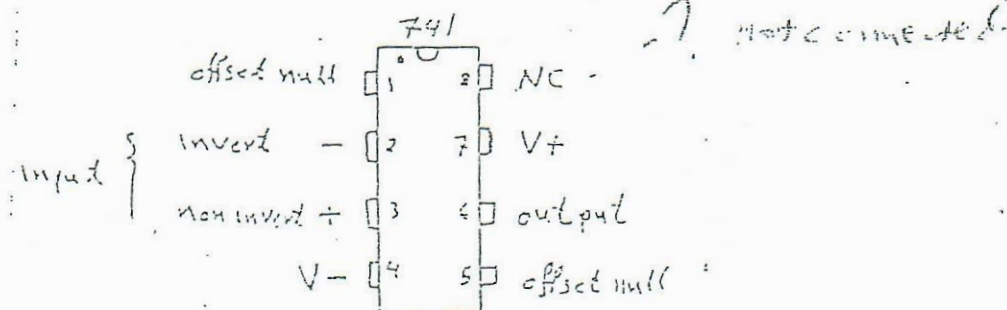 741
? not connected
offset null 1 8 NC -
input { invert - 2 7 V+
non invert + 3 6 output
V- 4 5 offset null